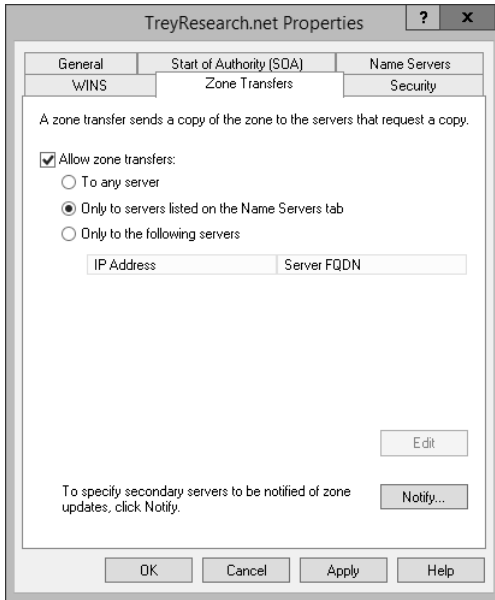 TreyResearch.net Properties
? x
General
Start of Authority (SOA)
Name Servers
WINS
Zone Transfers
Security
A zone transfer sends a copy of the zone to the servers that request a copy.
Allow zone transfers:
To any server
Only to servers listed on the Name Servers tab
Only to the following servers
IP Address
Server FQDN
Edit
To specify secondary servers to be notified of zone
updates, click Notify.
Notify...
OK
Cancel
Apply
Help